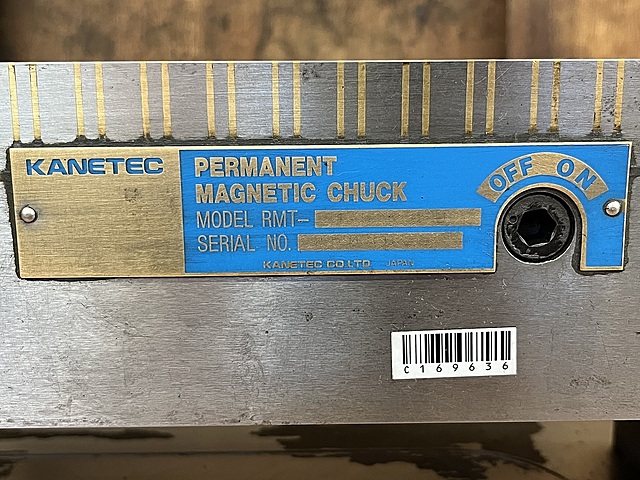 KANETEC
PERMANENT
MAGNETIC CHUCK
MODEL RMT-
SERIAL NO.
KANETEC CO.LTD JAPAN
OFF ON
C169636